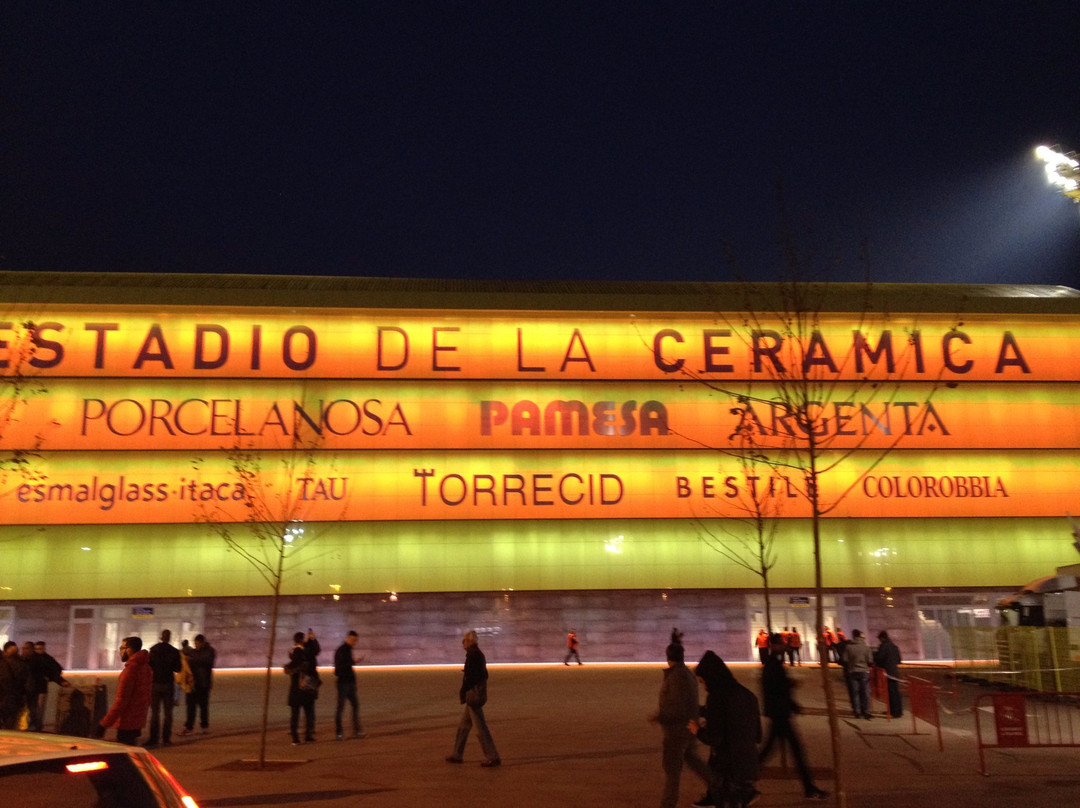 ESTADIO DE LA CERAMICA
PORCELANOSA PAMESA ARGENTA
esmalglass·itaca TAU TORRECID BESTILE COLOROBBIA